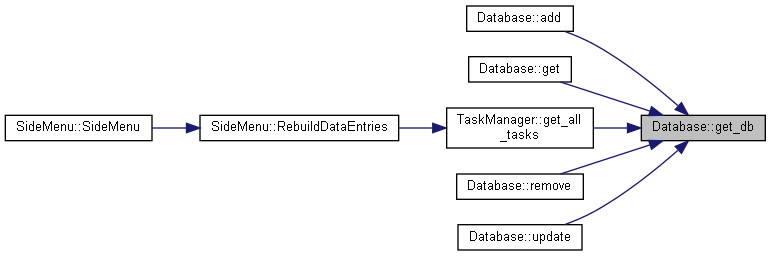 Database::add
Database::get
SideMenu::SideMenu
SideMenu::RebuildDataEntries
TaskManager::get_all
_tasks
Database::get_db
Database::remove
Database::update